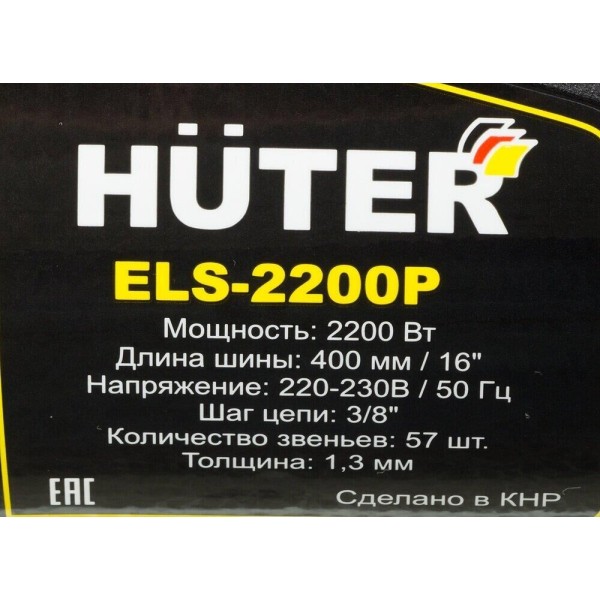 HÜTER
ELS-2200P
Мощность: 2200 Вт
Длина шины: 400 мм / 16"
Напряжение: 220-230В / 50 Гц
Шаг цепи: 3/8"
Количество звеньев: 57 шт.
Толщина: 1,3 мм
EAC
Сделано в КНР